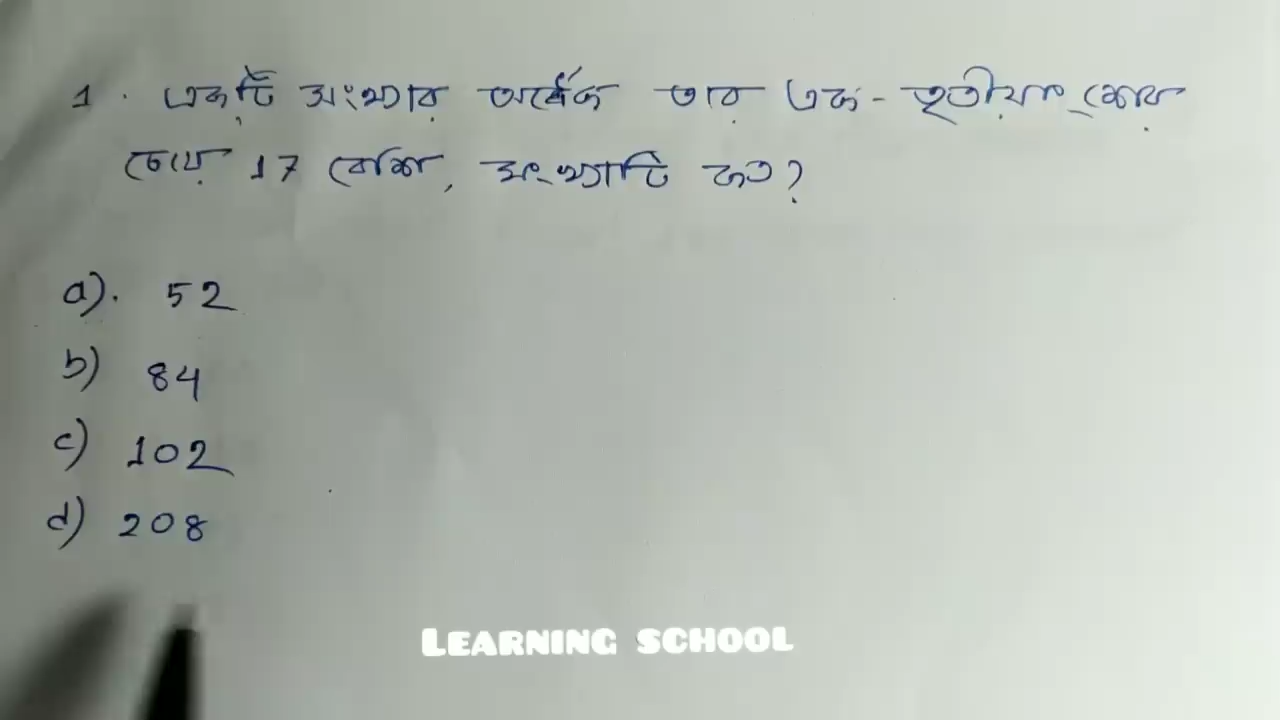 1. একটি সংখ্যার অর্ধেক তার এক-তৃতীয়াংশের
চেয়ে 17 বেশি, সংখ্যাটি কত?
a). 52
b) 84
c) 102
d) 208
LEARNING SCHOOL